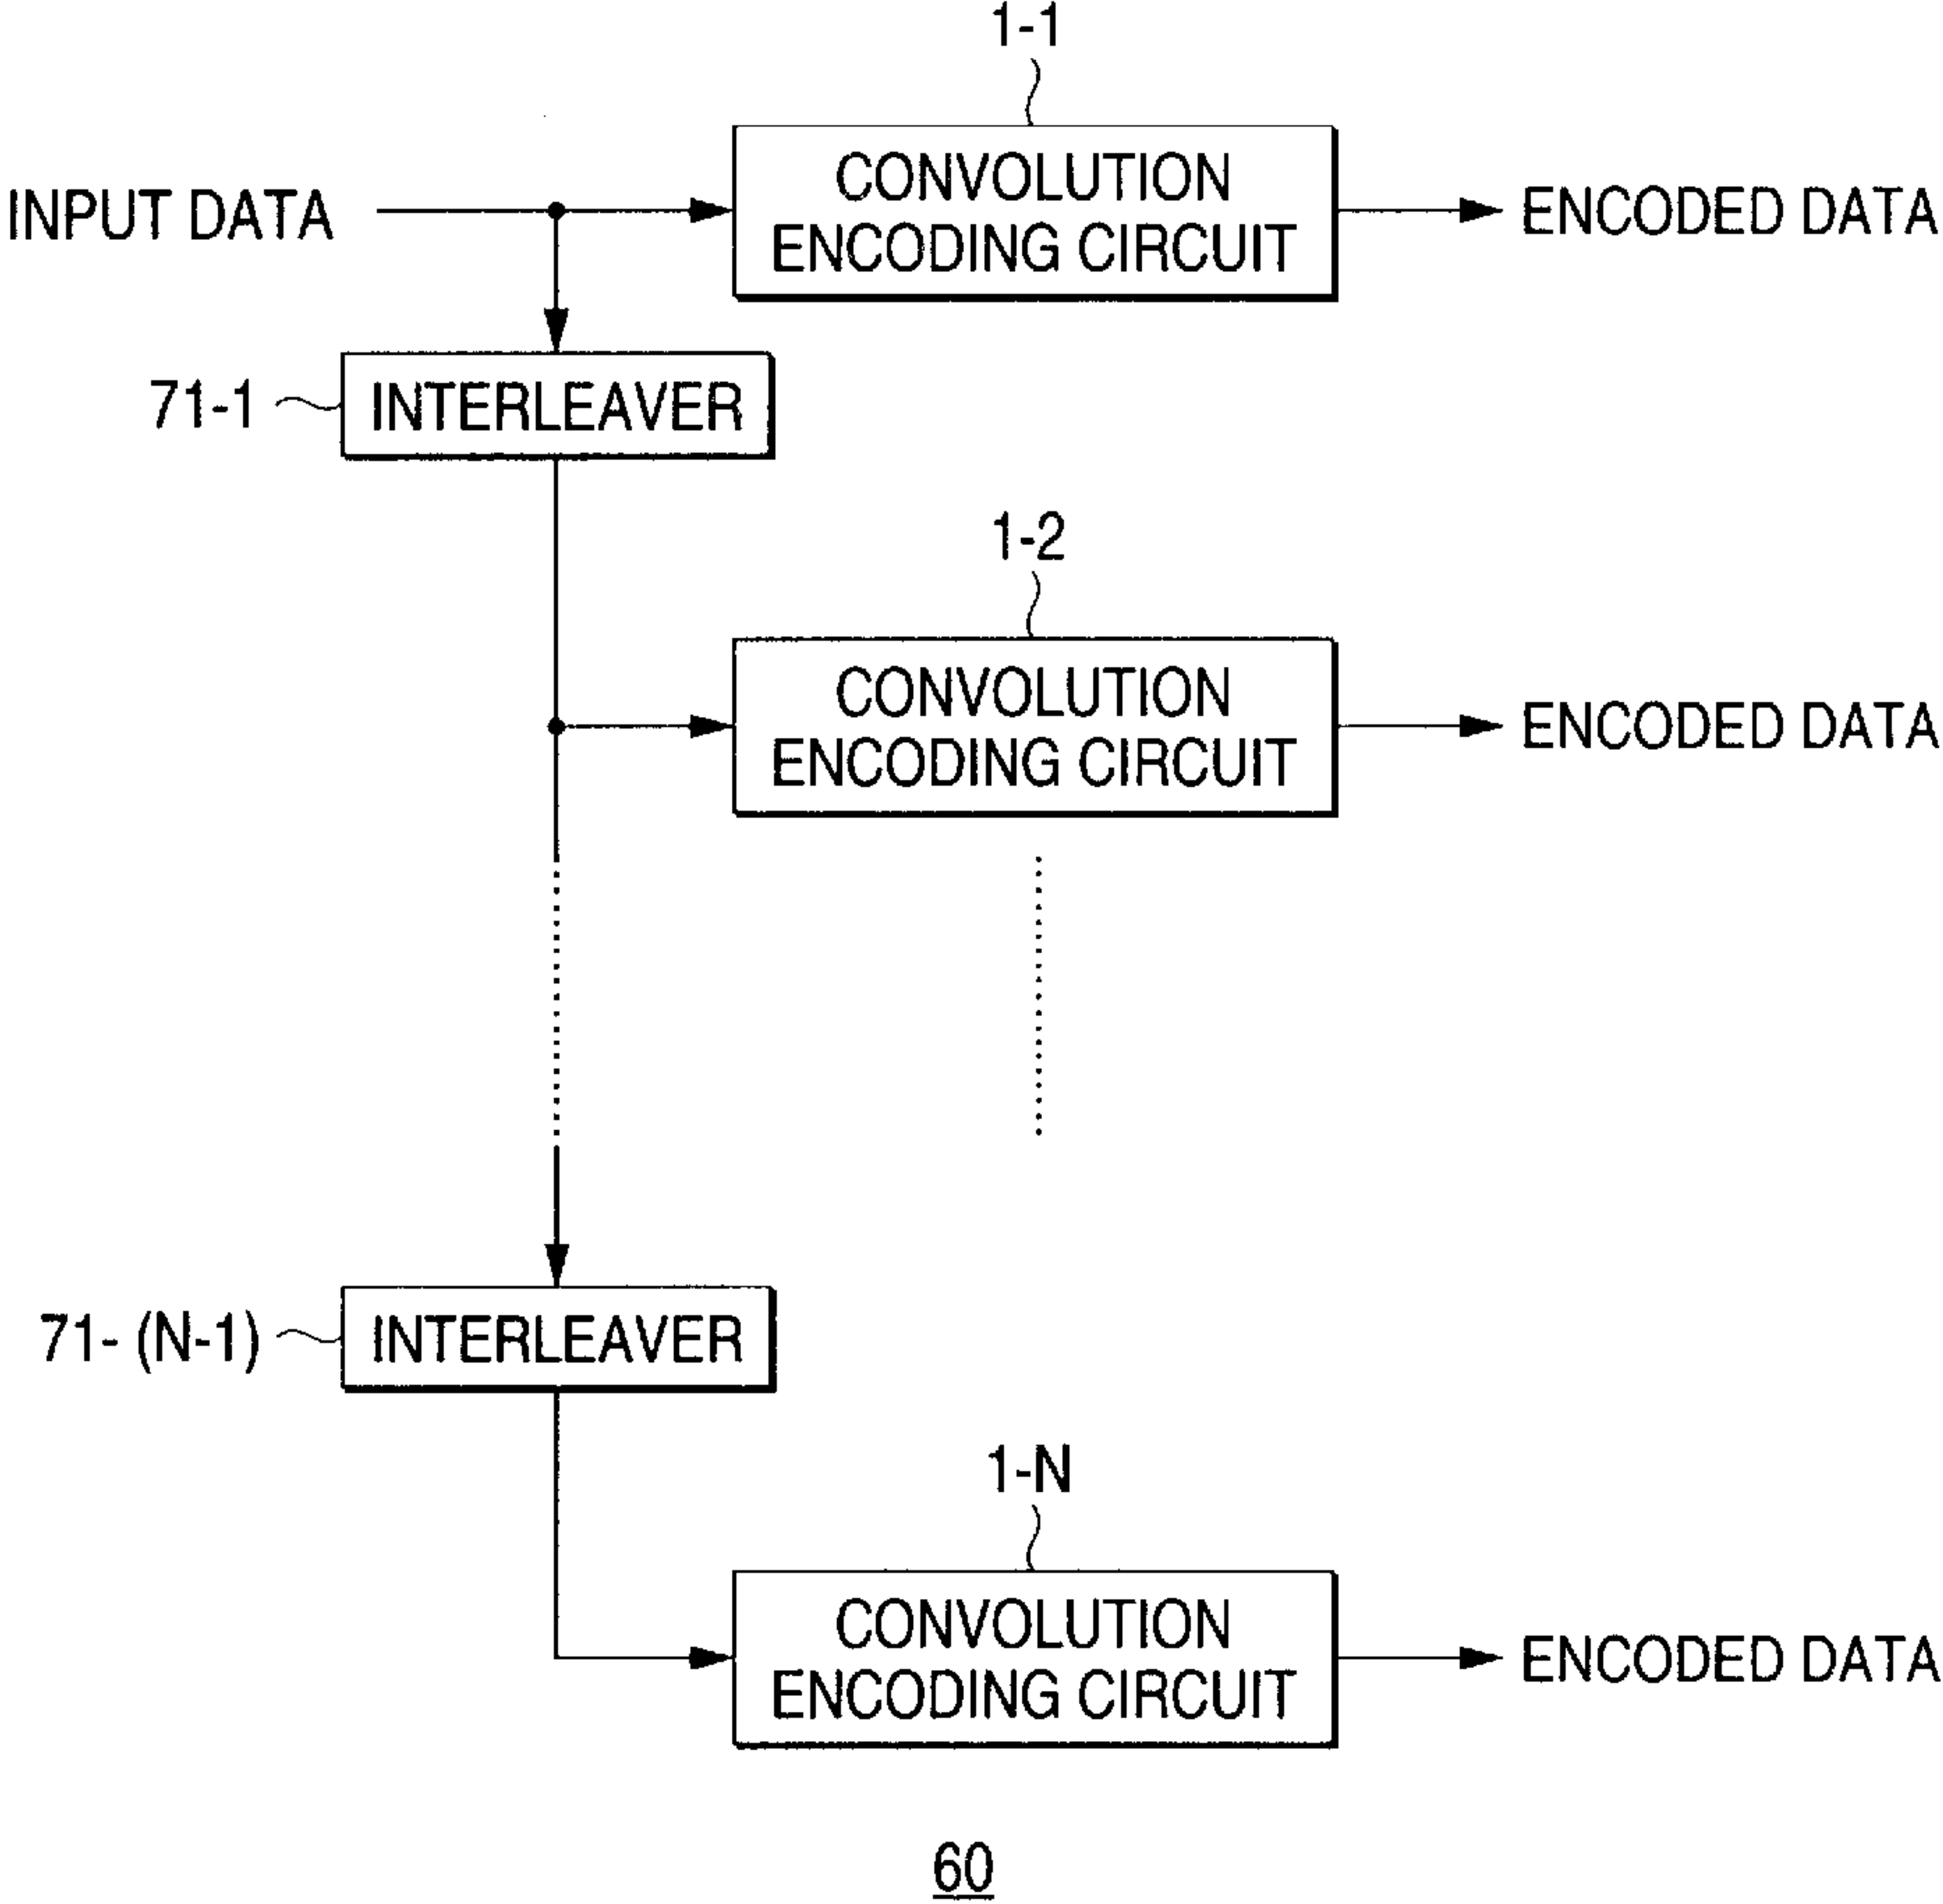 1-1
CONVOLUTION
INPUT DATA
ENCODING CIRCUIT
ENCODED DATA
71-1
INTERLEAVER
1-2
CONVOLUTION
ENCODING CIRCUIT
ENCODED DATA
71- (N-1)
INTERLEAVER
1-N
CONVOLUTION
ENCODING CIRCUIT
ENCODED DATA
60